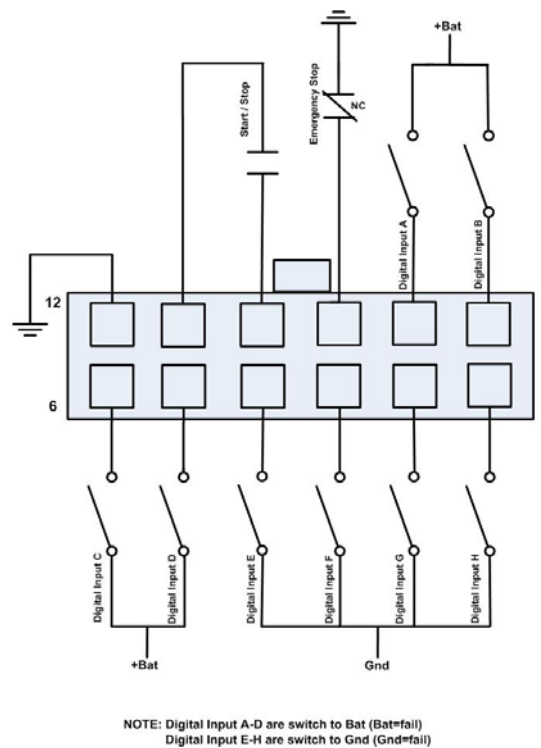 +Bat
Start / Stop
Emergency Stop
NC
Digital Input A
Digital Input B
12
6
Digital Input C
Digital Input D
Digital Input E
Digital Input F
Digital Input G
Digital Input H
+Bat
Gnd
NOTE: Digital Input A-D are switch to Bat (Bat=fail)
Digital Input E-H are switch to Gnd (Gnd=fail)